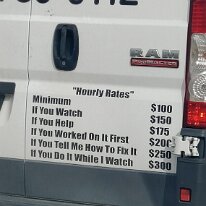 RAM
PROMASTER
"Hourly Rates"
Minimum $100
If You Watch $150
If You Help $175
If You Worked On It First $200
If You Tell Me How To Fix It $250
If You Do It While I Watch $300